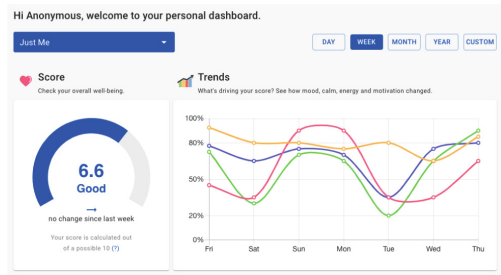 Hi Anonymous, welcome to your personal dashboard.
Just Me
DAY WEEK MONTH YEAR CUSTOM
Score
Check your overall well-being.
6.6
Good
no change since last week
Your score is calculated out
of a possible 10 (?)
Trends
What's driving your score? See how mood, calm, energy and motivation changed.
100%
80%
50%
20%
0%
Fri Sat Sun Mon Tue Wed Thu